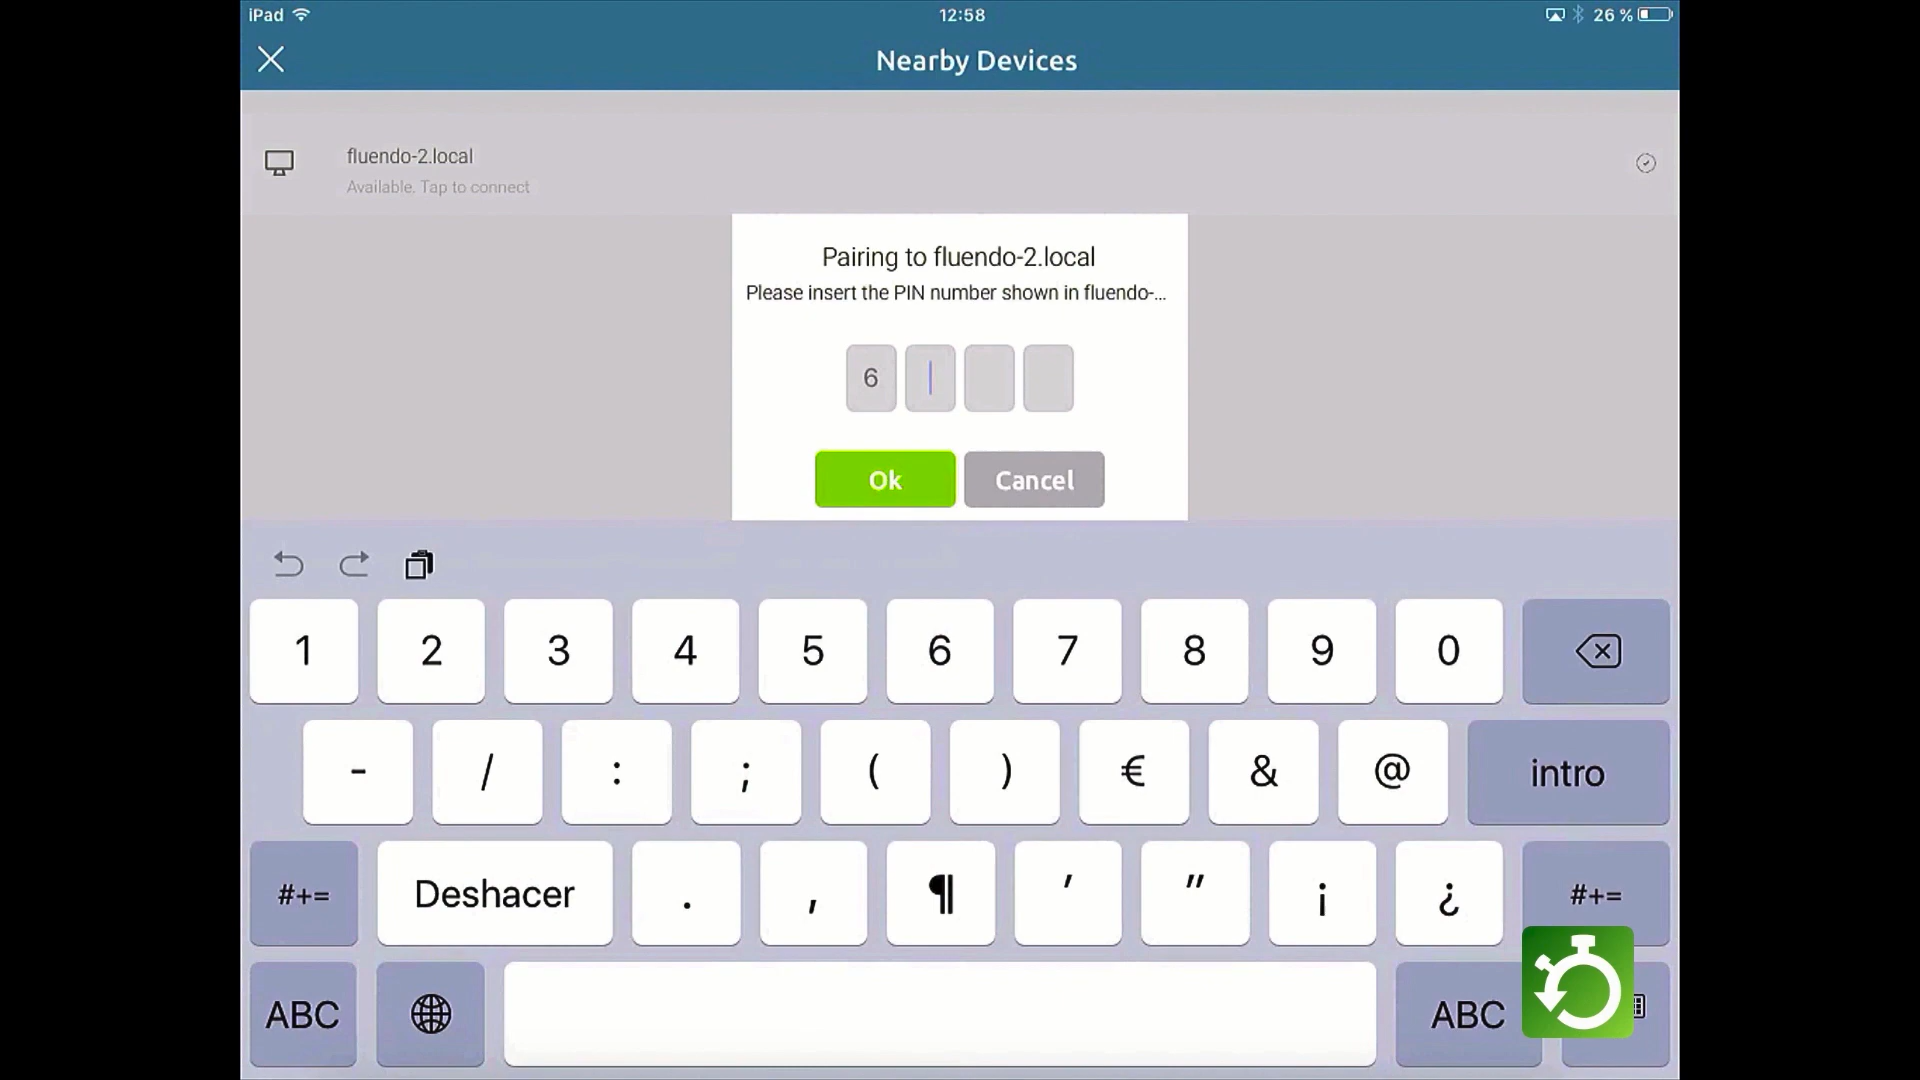 iPad 12:58 26 %
Nearby Devices
fluendo-2.local
Available. Tap to connect
Pairing to fluendo-2.local
Please insert the PIN number shown in fluendo-...
6
Ok Cancel
1 2 3 4 5 6 7 8 9 0
- / : ; ( ) € & @ intro
#+= Deshacer . , ¶ ' " ¡ ¿ #+=
ABC ABC